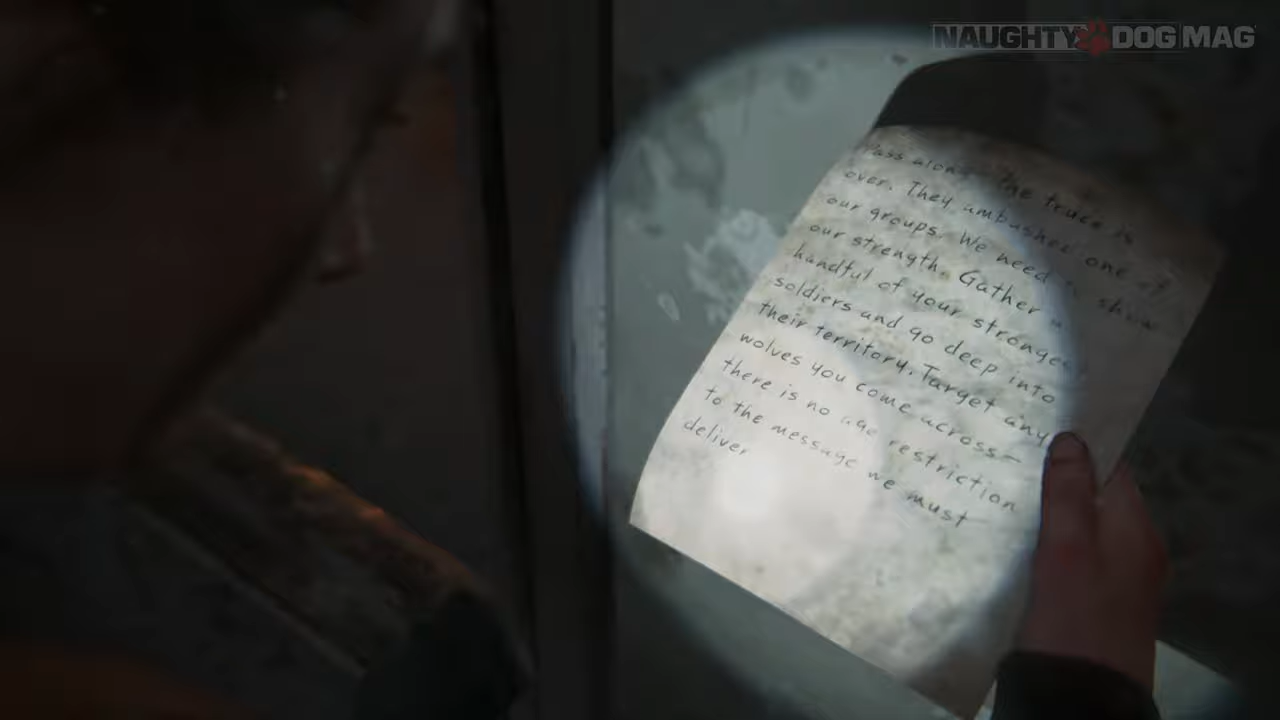 NAUGHTY DOG MAG
Pass along. The truce is
over. They ambushed one of
our groups. We need to show
our strength. Gather a
handful of your strongest
soldiers and go deep into
their territory. Target any
wolves you come across—
there is no age restriction
to the message we must
deliver